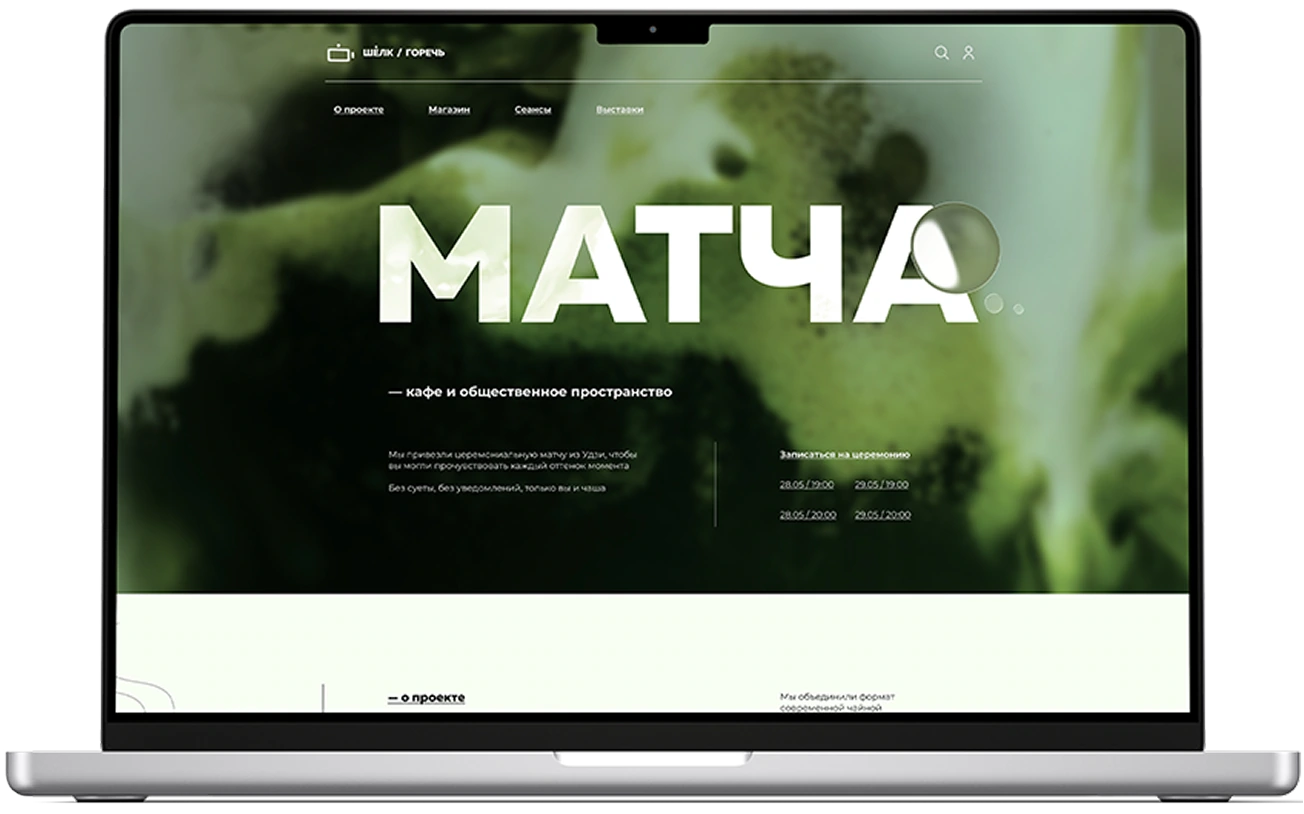 ШЁЛК / ГОРЕЧЬ
О проекте Магазин Сеансы Выставки
МАТЧА
— кафе и общественное пространство
Мы привезли церемониальную матчу из Удзи, чтобы
вы могли прочувствовать каждый оттенок момента
Без суеты, без уведомлений, только вы и чаша
Записаться на церемонию
28.05 / 19:00 29.05 / 19:00
28.05 / 20:00 29.05 / 20:00
— о проекте
Мы объединили формат
современной чайной